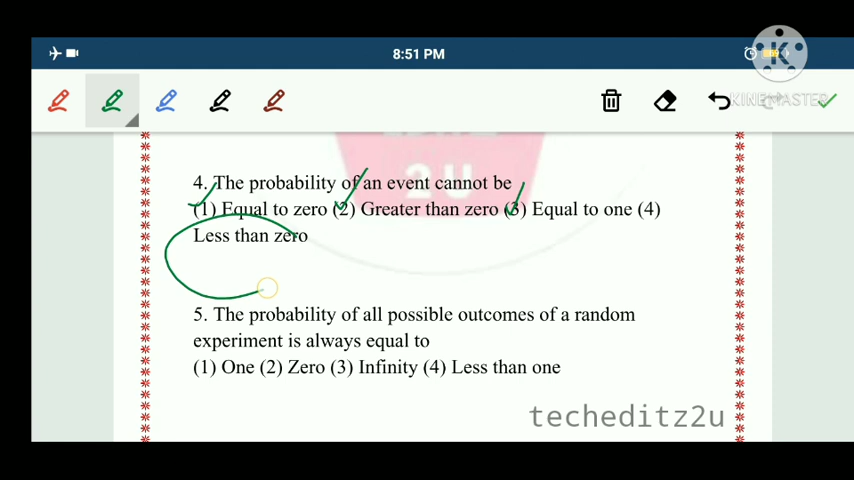 8:51 PM
KINEMASTER
2 U
4. The probability of an event cannot be
(1) Equal to zero (2) Greater than zero (3) Equal to one (4)
Less than zero
5. The probability of all possible outcomes of a random
experiment is always equal to
(1) One (2) Zero (3) Infinity (4) Less than one
techeditz2u